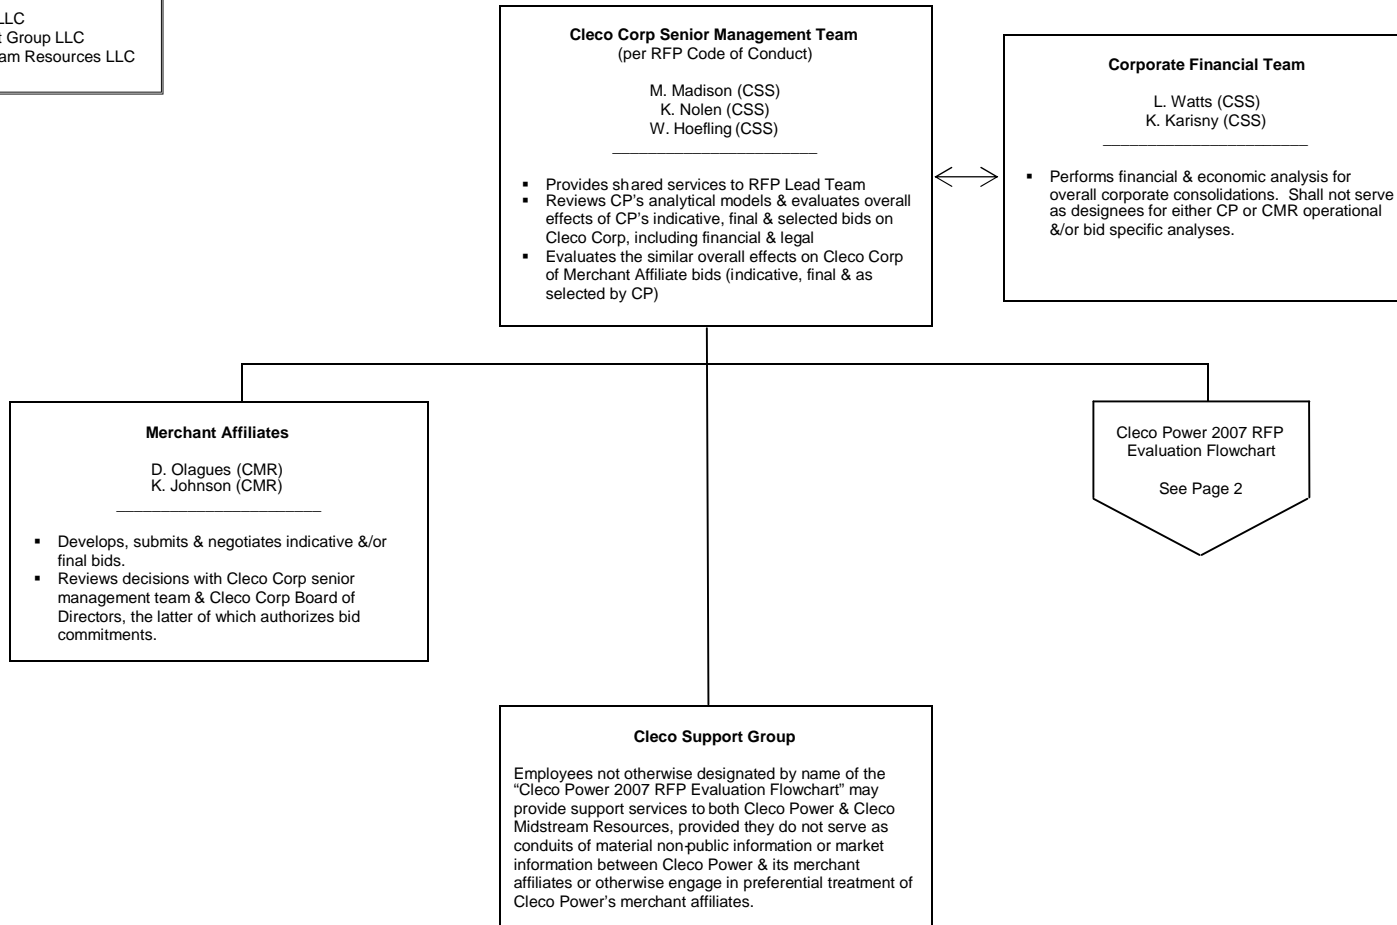 LLC
t Group LLC
am Resources LLC
Cleco Corp Senior Management Team
(per RFP Code of Conduct)
M. Madison (CSS)
K. Nolen (CSS)
W. Hoefling (CSS)
▪ Provides shared services to RFP Lead Team
▪ Reviews CP's analytical models & evaluates overall
effects of CP's indicative, final & selected bids on
Cleco Corp, including financial & legal
▪ Evaluates the similar overall effects on Cleco Corp
of Merchant Affiliate bids (indicative, final & as
selected by CP)
Corporate Financial Team
L. Watts (CSS)
K. Karisny (CSS)
▪ Performs financial & economic analysis for
overall corporate consolidations. Shall not serve
as designees for either CP or CMR operational
&/or bid specific analyses.
Merchant Affiliates
D. Olagues (CMR)
K. Johnson (CMR)
▪ Develops, submits & negotiates indicative &/or
final bids.
▪ Reviews decisions with Cleco Corp senior
management team & Cleco Corp Board of
Directors, the latter of which authorizes bid
commitments.
Cleco Power 2007 RFP
Evaluation Flowchart
See Page 2
Cleco Support Group
Employees not otherwise designated by name of the
“Cleco Power 2007 RFP Evaluation Flowchart” may
provide support services to both Cleco Power & Cleco
Midstream Resources, provided they do not serve as
conduits of material non-public information or market
information between Cleco Power & its merchant
affiliates or otherwise engage in preferential treatment of
Cleco Power's merchant affiliates.